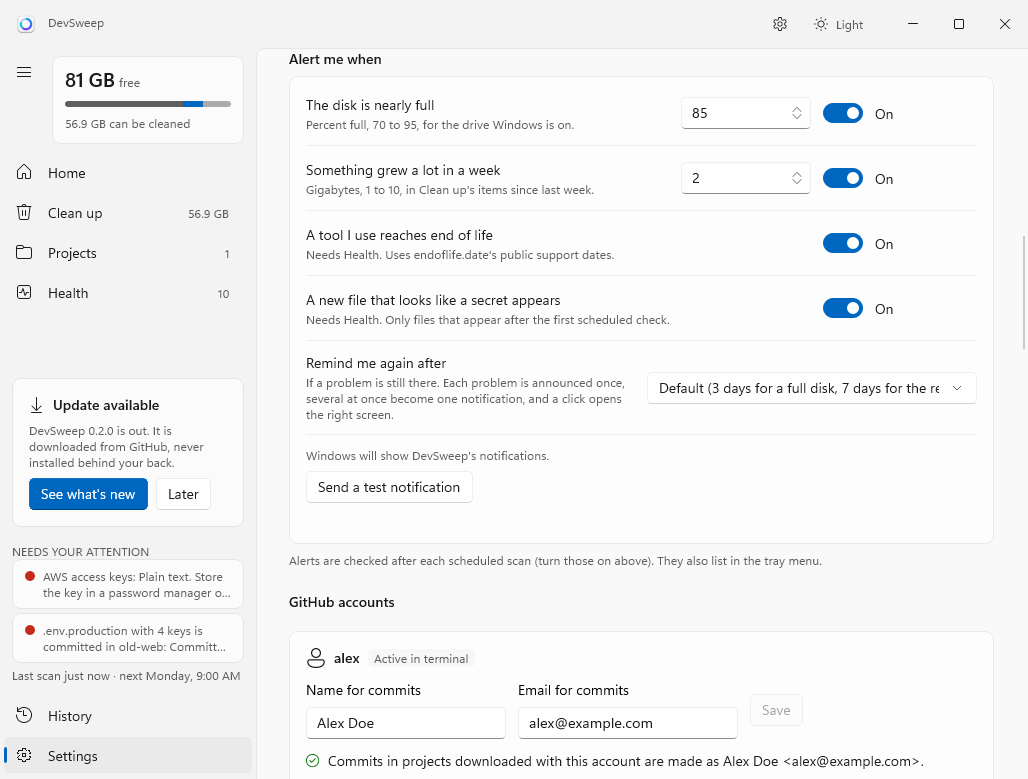 DevSweep
Light
81 GB free
56.9 GB can be cleaned
Home
Clean up 56.9 GB
Projects 1
Health 10
Update available
DevSweep 0.2.0 is out. It is
downloaded from GitHub, never
installed behind your back.
See what's new
Later
NEEDS YOUR ATTENTION
AWS access keys: Plain text. Store
the key in a password manager o...
.env.production with 4 keys is
committed in old-web: Committ...
Last scan just now · next Monday, 9:00 AM
History
Settings
Alert me when
The disk is nearly full
Percent full, 70 to 95, for the drive Windows is on.
85
On
Something grew a lot in a week
Gigabytes, 1 to 10, in Clean up's items since last week.
2
On
A tool I use reaches end of life
Needs Health. Uses endoflife.date's public support dates.
On
A new file that looks like a secret appears
Needs Health. Only files that appear after the first scheduled check.
On
Remind me again after
If a problem is still there. Each problem is announced once,
several at once become one notification, and a click opens
the right screen.
Default (3 days for a full disk, 7 days for the re
Windows will show DevSweep's notifications.
Send a test notification
Alerts are checked after each scheduled scan (turn those on above). They also list in the tray menu.
GitHub accounts
alex Active in terminal
Name for commits
Alex Doe
Email for commits
alex@example.com
Save
Commits in projects downloaded with this account are made as Alex Doe <alex@example.com>.